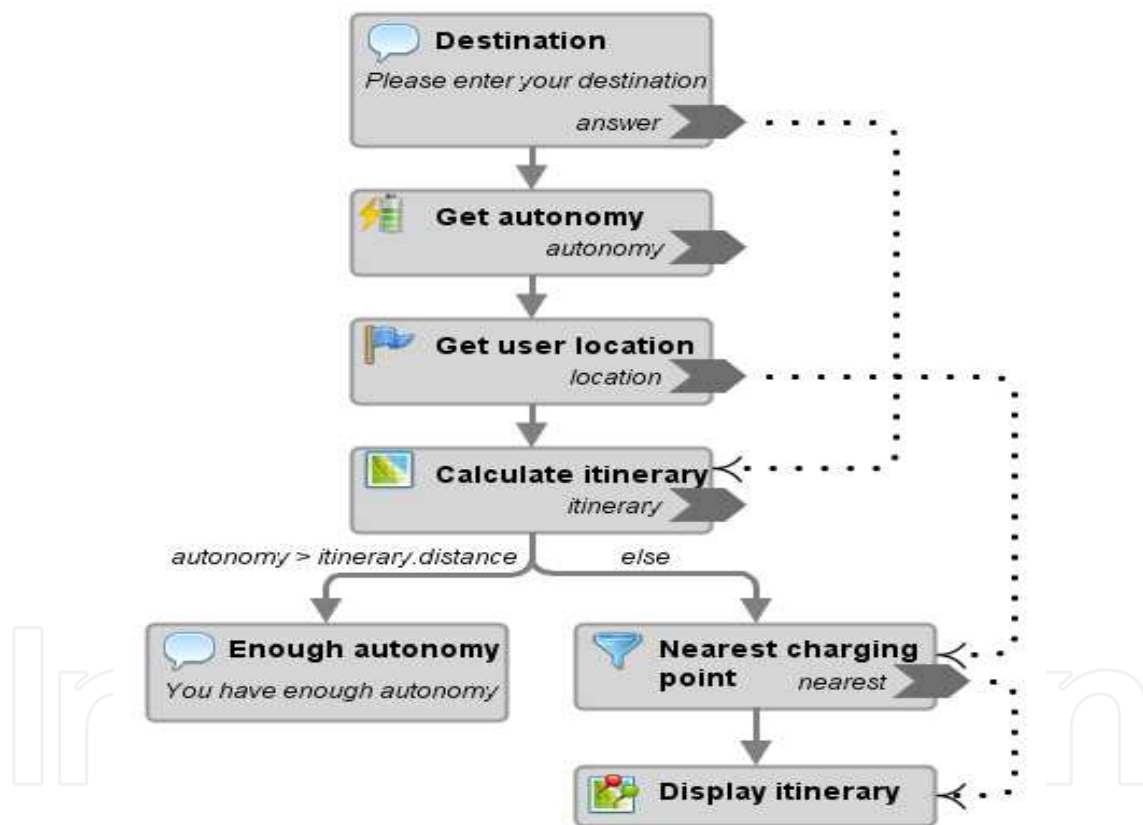 Destination
Please enter your destination
answer
Get autonomy
autonomy
Get user location
location
Calculate itinerary
itinerary
autonomy > itinerary.distance
else
Enough autonomy
You have enough autonomy
Nearest charging
point
nearest
Display itinerary